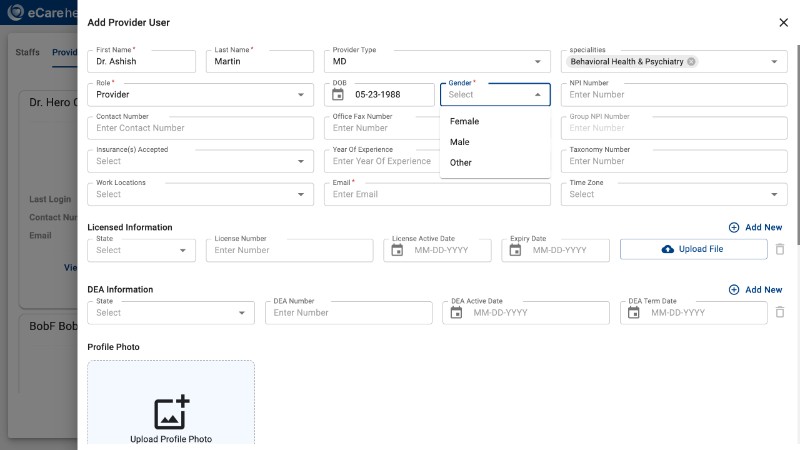 eCare he
Add Provider User
Staffs
Provid
First Name *
Last Name *
Provider Type
specialities
Dr. Ashish
Martin
MD
Behavioral Health & Psychiatry
Role *
DOB
Gender *
NPI Number
Provider
05-23-1988
Select
Enter Number
Dr. Hero C
Female
Male
Other
Contact Number
Office Fax Number
Group NPI Number
Enter Contact Number
Enter Number
Enter Number
Insurance(s) Accepted
Year Of Experience
Taxonomy Number
Select
Enter Year Of Experience
Enter Number
Work Locations
Email *
Time Zone
Select
Enter Email
Select
Last Login
Contact Nu
Email
Vie
Licensed Information
Add New
State
License Number
License Active Date
Expiry Date
Select
Enter Number
MM-DD-YYYY
MM-DD-YYYY
Upload File
DEA Information
Add New
State
DEA Number
DEA Active Date
DEA Term Date
Select
Enter Number
MM-DD-YYYY
MM-DD-YYYY
BobF Bob
Profile Photo
Upload Profile Photo